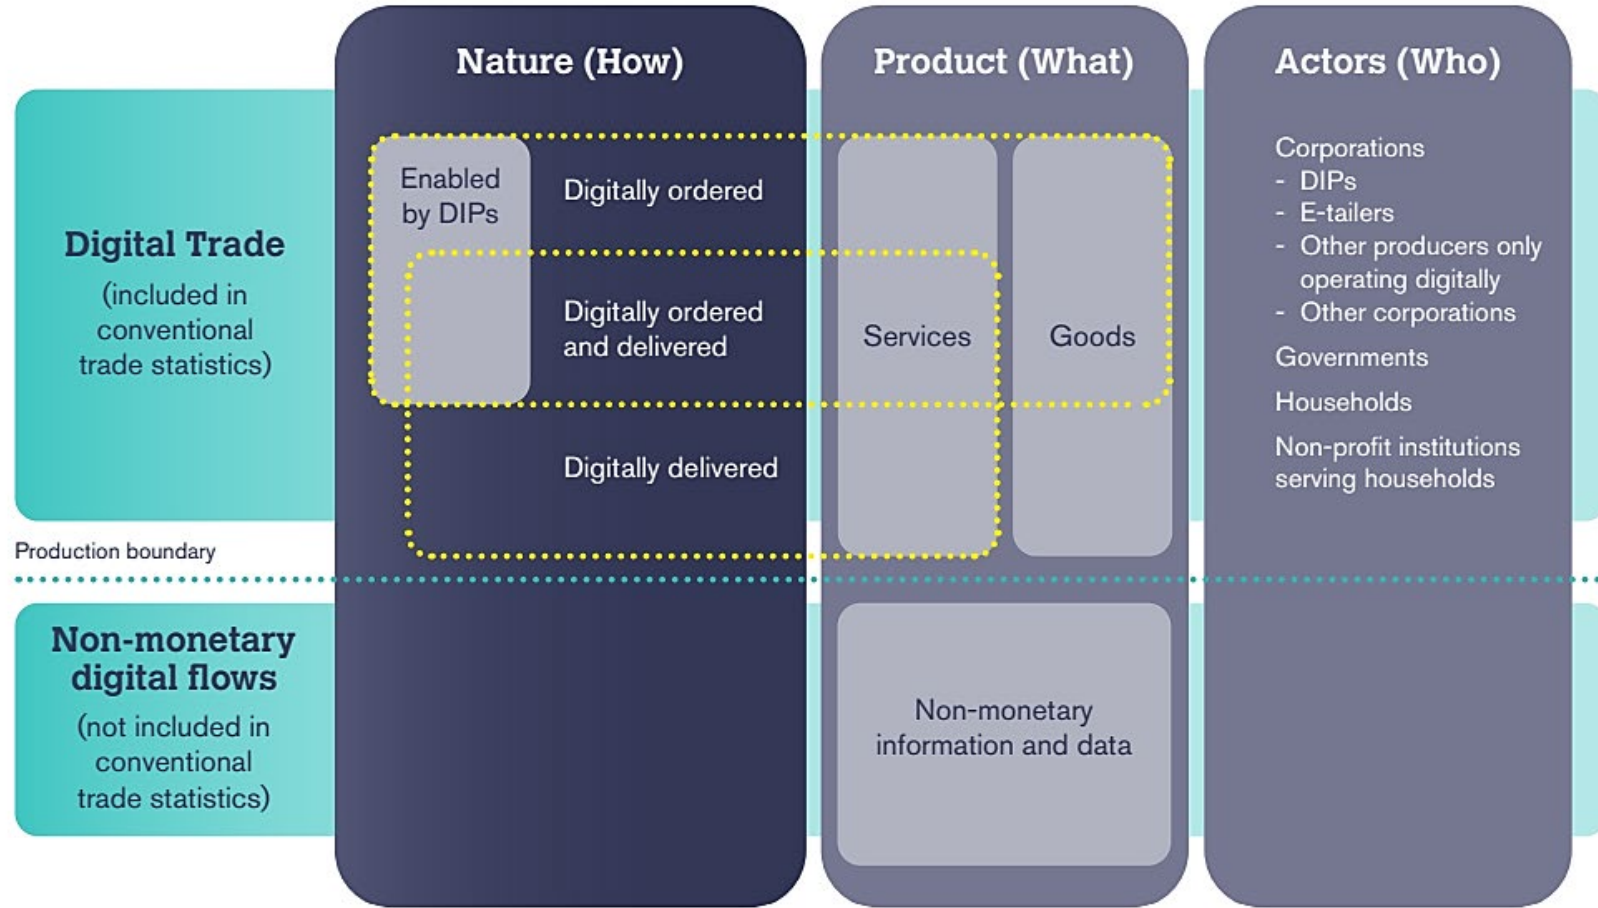 Nature (How)
Product (What)
Actors (Who)
Digital Trade
(included in
conventional
trade statistics)
Enabled
by DIPs
Digitally ordered
Digitally ordered
and delivered
Digitally delivered
Services
Goods
Corporations
- DIPs
- E-tailers
- Other producers only
operating digitally
- Other corporations
Governments
Households
Non-profit institutions
serving households
Production boundary
Non-monetary
digital flows
(not included in
conventional
trade statistics)
Non-monetary
information and data